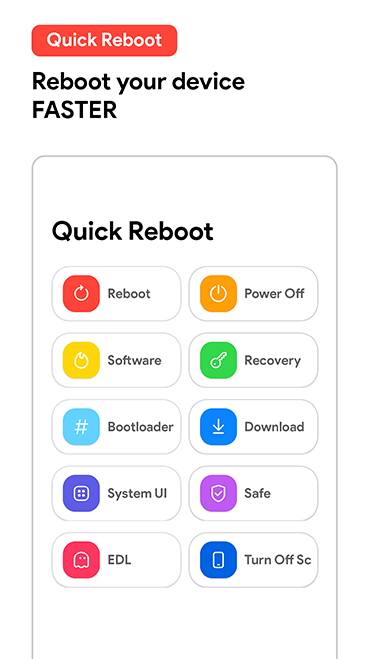 Quick Reboot
Reboot your device
FASTER
Quick Reboot
Reboot
Power Off
Software
Recovery
Bootloader
Download
System UI
Safe
EDL
Turn Off Sc